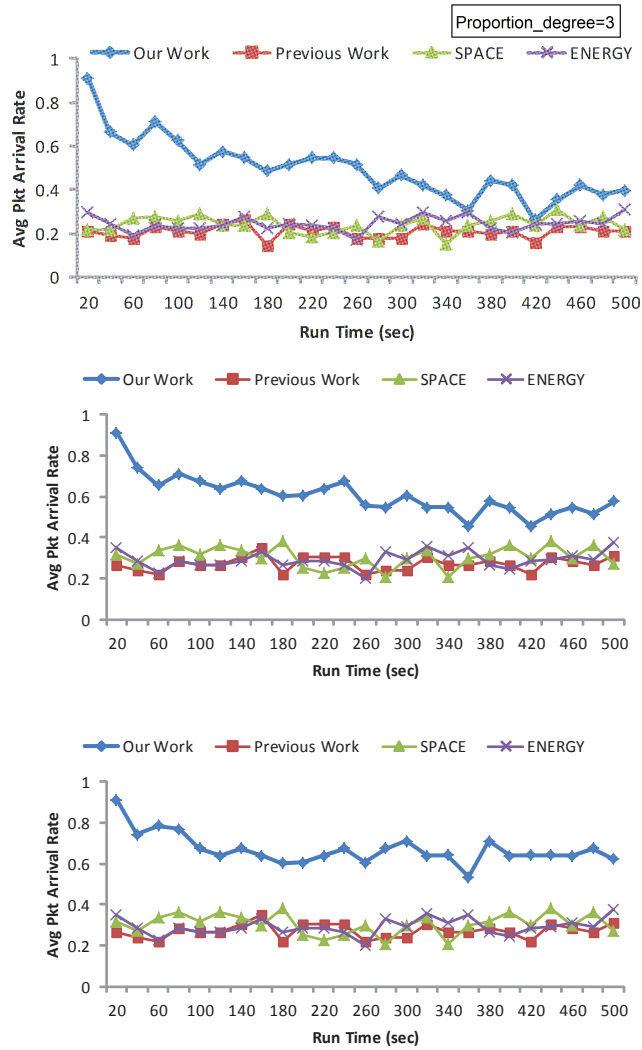 Proportion_degree=3
Our Work Previous Work SPACE ENERGY
Avg Pkt Arrival Rate
1
0.8
0.6
0.4
0.2
0
20 60 100 140 180 220 260 300 340 380 420 460 500
Run Time (sec)
Our Work Previous Work SPACE ENERGY
Avg Pkt Arrival Rate
1
0.8
0.6
0.4
0.2
0
20 60 100 140 180 220 260 300 340 380 420 460 500
Run Time (sec)
Our Work Previous Work SPACE ENERGY
Avg Pkt Arrival Rate
1
0.8
0.6
0.4
0.2
0
20 60 100 140 180 220 260 300 340 380 420 460 500
Run Time (sec)